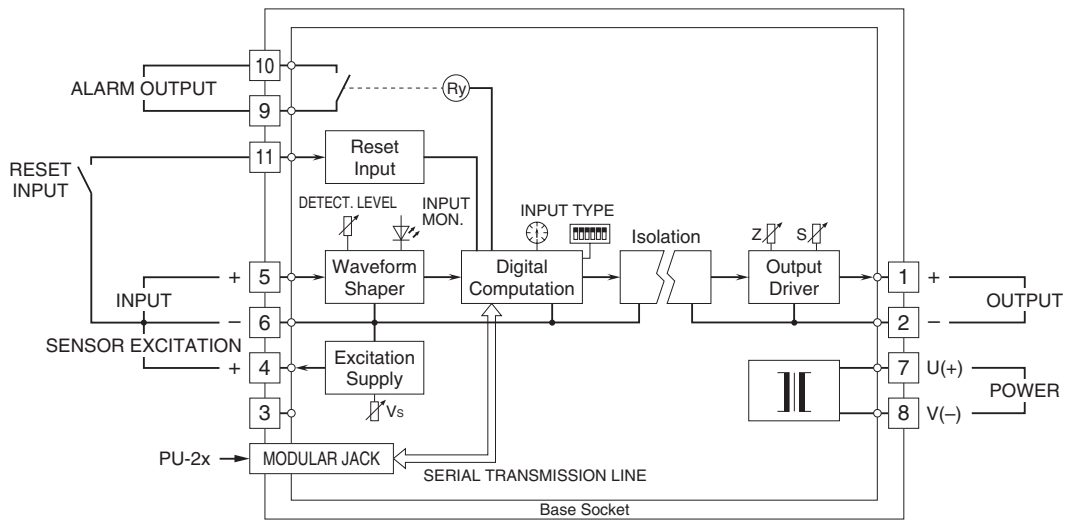 10
ALARM OUTPUT
Ry
9
11
Reset
Input
RESET
INPUT
DETECT. LEVEL
INPUT
MON.
INPUT TYPE
Isolation
Z
S
+
5
Waveform
Shaper
Digital
Computation
Output
Driver
1
+
INPUT
OUTPUT
−
6
2
−
SENSOR EXCITATION
+
4
Excitation
Supply
7
U(+)
POWER
3
Vs
8
V(−)
PU-2x
MODULAR JACK
SERIAL TRANSMISSION LINE
Base Socket